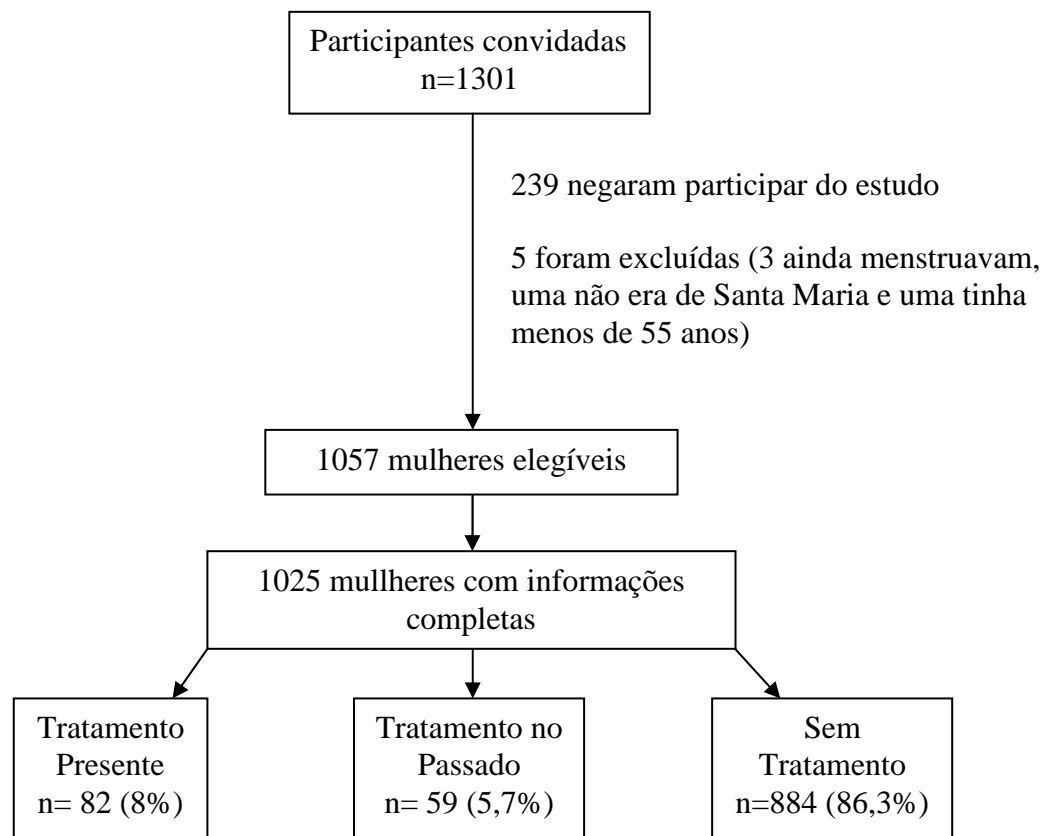 Participantes convidadas
n=1301
239 negaram participar do estudo
5 foram excluídas (3 ainda menstruavam,
uma não era de Santa Maria e uma tinha
menos de 55 anos)
1057 mulheres elegíveis
1025 mullheres com informações
completas
Tratamento
Presente
n= 82 (8%)
Tratamento no
Passado
n= 59 (5,7%)
Sem
Tratamento
n=884 (86,3%)